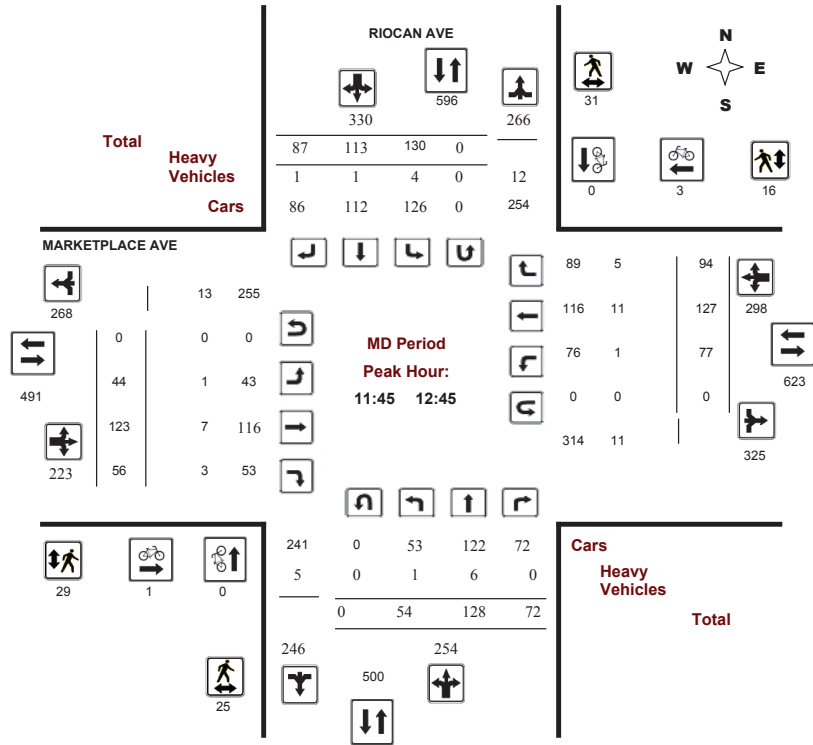 RIOCAN AVE
N
W E
S
596
31
330
266
Total
87 113 130 0
Heavy
Vehicles
1 1 4 0 12
0 3 16
Cars
86 112 126 0 254
MARKETPLACE AVE
89 5 94
268
13 255
298
116 11 127
0 0 0
MD Period
76 1 77
491
44 1 43
Peak Hour:
623
11:45 12:45
0 0 0
123 7 116
314 11
325
223
56 3 53
241 0 53 122 72
Cars
5 0 1 6 0
Heavy
Vehicles
29 1 0
0 54 128 72
Total
246 254
500
25